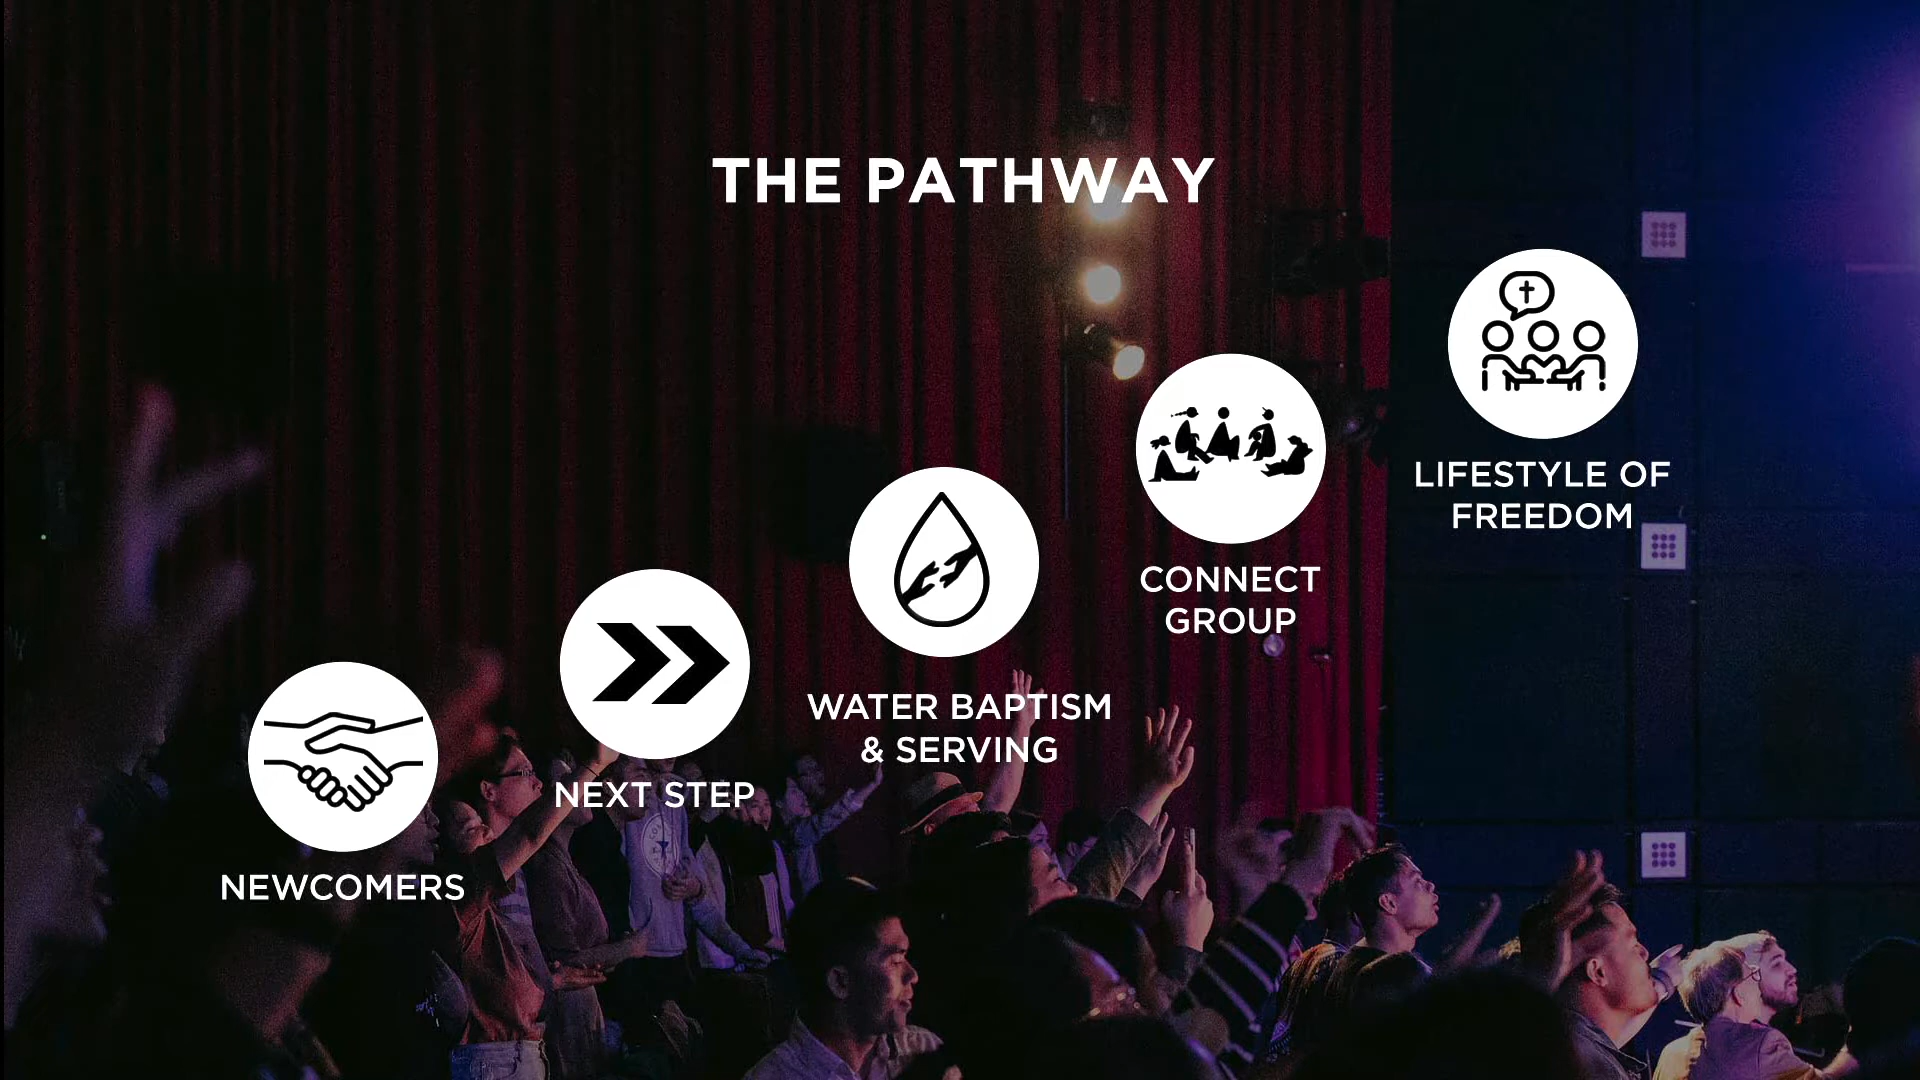 THE PATHWAY
NEWCOMERS
NEXT STEP
WATER BAPTISM
& SERVING
CONNECT
GROUP
LIFESTYLE OF
FREEDOM